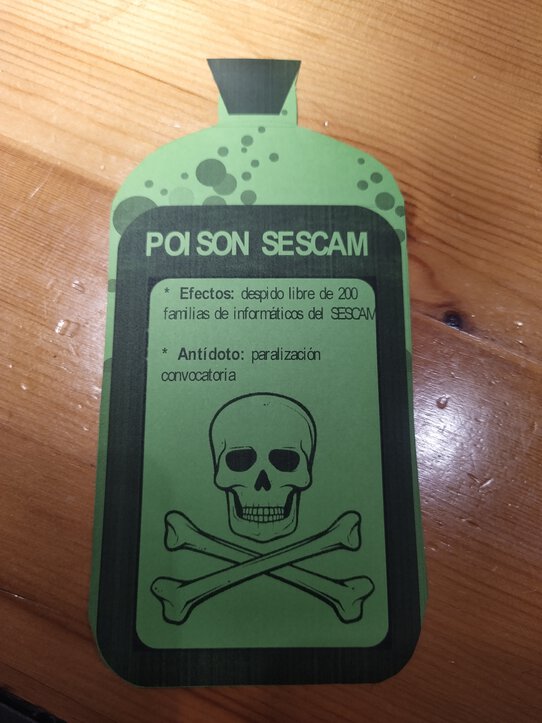 POISON SESCAM
* Efectos: despido libre de 200
familias de informáticos del SESCAM
* Antídoto: paralización
convocatoria